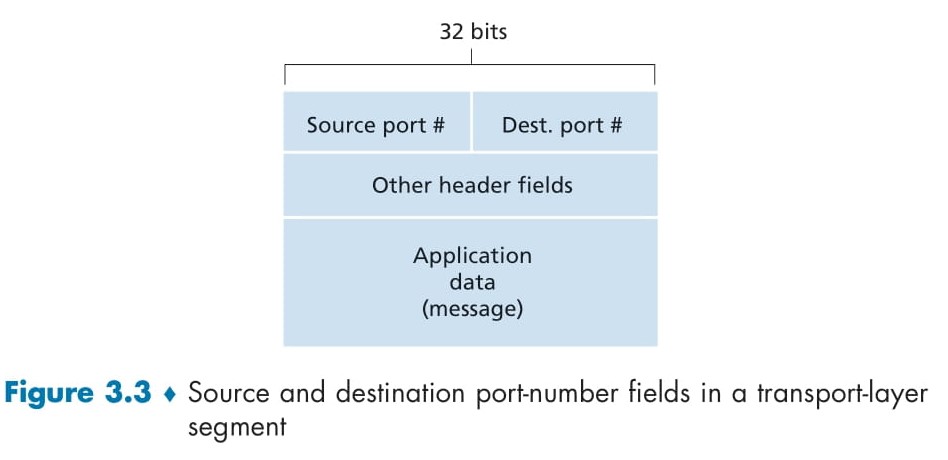 32 bits
Source port # Dest. port #
Other header fields
Application
data
(message)
Figure 3.3 ♦ Source and destination port-number fields in a transport-layer
segment